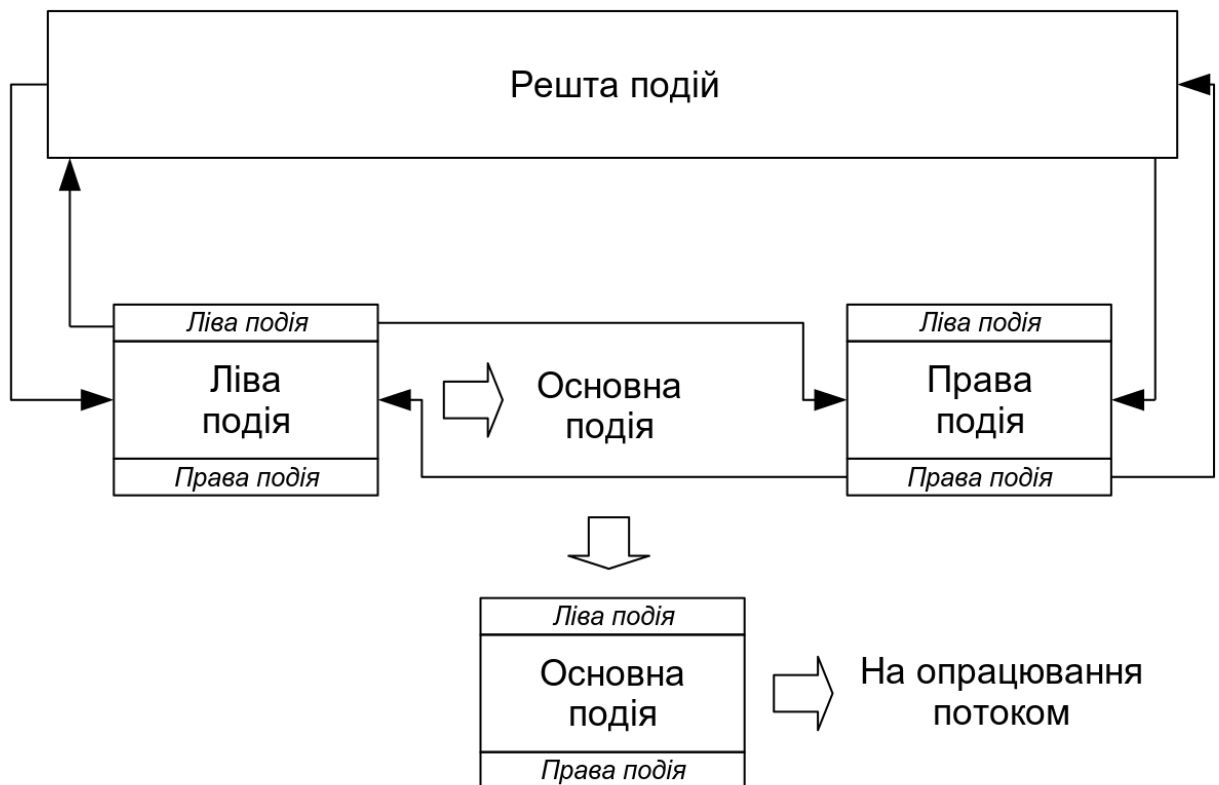 Решта подій
Ліва подія
Ліва
подія
Права подія
Основна
подія
Ліва подія
Права
подія
Права подія
Ліва подія
Основна
подія
Права подія
На опрацювання
потоком